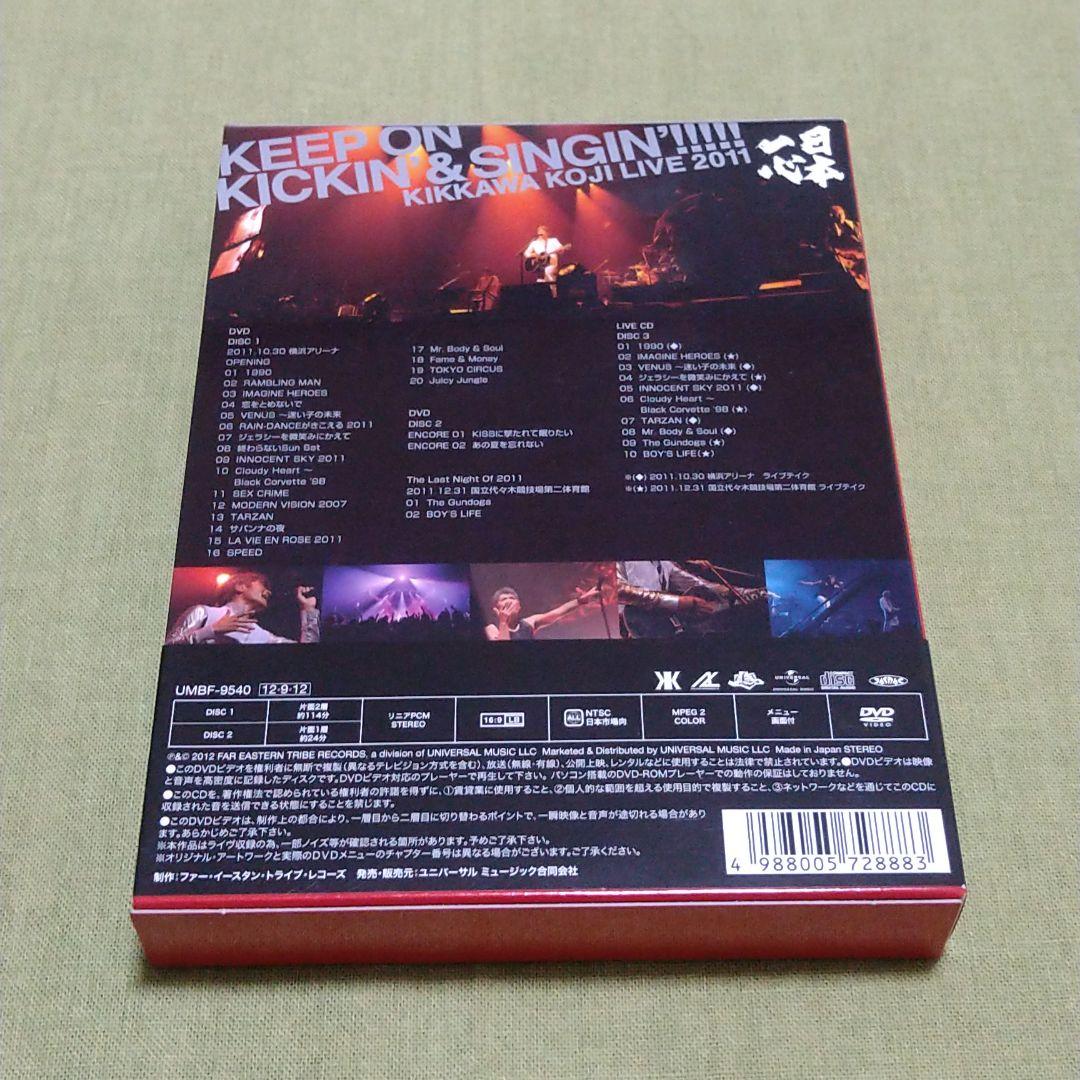 KEEP ON
KICKIN' & SINGIN'!!!!!
KIKKAWA KOJI LIVE 2011
日本
一心
DVD
DISC 1
2011.10.30 横浜アリーナ
OPENING
01 1990
02 RAMBLING MAN
03 IMAGINE HEROES
04 恋をとめないで
05 VENUS 〜迷い子の未来
06 RAIN-DANCEがきこえる 2011
07 ジェラシーを微笑みにかえて
08 終わらないSun Set
09 INNOCENT SKY 2011
10 Cloudy Heart 〜
Black Corvette '98
11 SEX CRIME
12 MODERN VISION 2007
13 TARZAN
14 サバンナの夜
15 LA VIE EN ROSE 2011
16 SPEED
17 Mr. Body & Soul
18 Fame & Money
19 TOKYO CIRCUS
20 Juicy Jungle
DVD
DISC 2
ENCORE 01 KISSに撃たれて眠りたい
ENCORE 02 あの夏を忘れない
The Last Night Of 2011
2011.12.31 国立代々木競技場第二体育館
01 The Gundogs
02 BOY'S LIFE
LIVE CD
DISC 3
01 1990 (◆)
02 IMAGINE HEROES (★)
03 VENUS 〜迷い子の未来 (◆)
04 ジェラシーを微笑みにかえて (★)
05 INNOCENT SKY 2011 (◆)
06 Cloudy Heart 〜
Black Corvette '98 (★)
07 TARZAN (◆)
08 Mr. Body & Soul (◆)
09 The Gundogs (★)
10 BOY'S LIFE(★)
※(◆) 2011.10.30 横浜アリーナ ライブテイク
※(★) 2011.12.31 国立代々木競技場第二体育館 ライブテイク
UMBF-9540 12・9・12
UNIVERSAL
disc
DIGITAL AUDIO
DISC 1 片面2層 約114分
DISC 2 片面1層 約24分
リニアPCM
STEREO
16:9 LB
ALL NTSC
日本市場向
MPEG 2
COLOR
メニュー
画面付
DVD
VIDEO
℗&© 2012 FAR EASTERN TRIBE RECORDS, a division of UNIVERSAL MUSIC LLC Marketed & Distributed by UNIVERSAL MUSIC LLC Made in Japan STEREO
●このDVDビデオを権利者に無断で複製(異なるテレビジョン方式を含む)、放送(無線・有線)、公開上映、レンタルなどに使用することは法律で禁止されています。●DVDビデオは映像
と音声を高密度に記録したディスクです。DVDビデオ対応のプレーヤーで再生して下さい。パソコン搭載のDVD-ROMプレーヤーでの動作の保証はしておりません。
●このCDを、著作権法で認められている権利者の許諾を得ずに、①賃貸業に使用すること、②個人的な範囲を超える使用目的で複製すること、③ネットワークなどを通じてこのCDに
収録された音を送信できる状態にすることを禁じます。
●このDVDビデオは、制作上の都合により、一層目から二層目に切り替わるポイントで、一瞬映像と音声が途切れる場合があり
ます。あらかじめご了承下さい。
※本作品はライヴ収録の為、一部ノイズ等が確認される箇所があります。予めご了承下さい。
※オリジナル・アートワークと実際のDVDメニューのチャプター番号は異なる場合がございます。ご了承ください。
制作：ファー・イースタン・トライブ・レコーズ 発売・販売元：ユニバーサル ミュージック合同会社
4 988005 728883